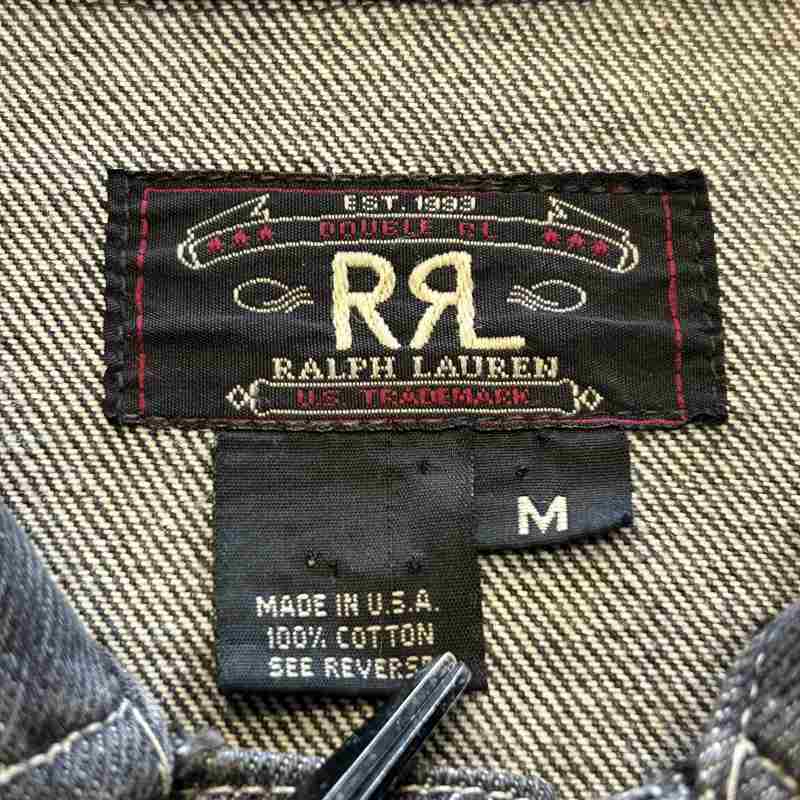 EST. 1993
DOUBLE RL
RRL
RALPH LAUREN
U.S. TRADEMARK
M
MADE IN U.S.A.
100% COTTON
SEE REVERSE